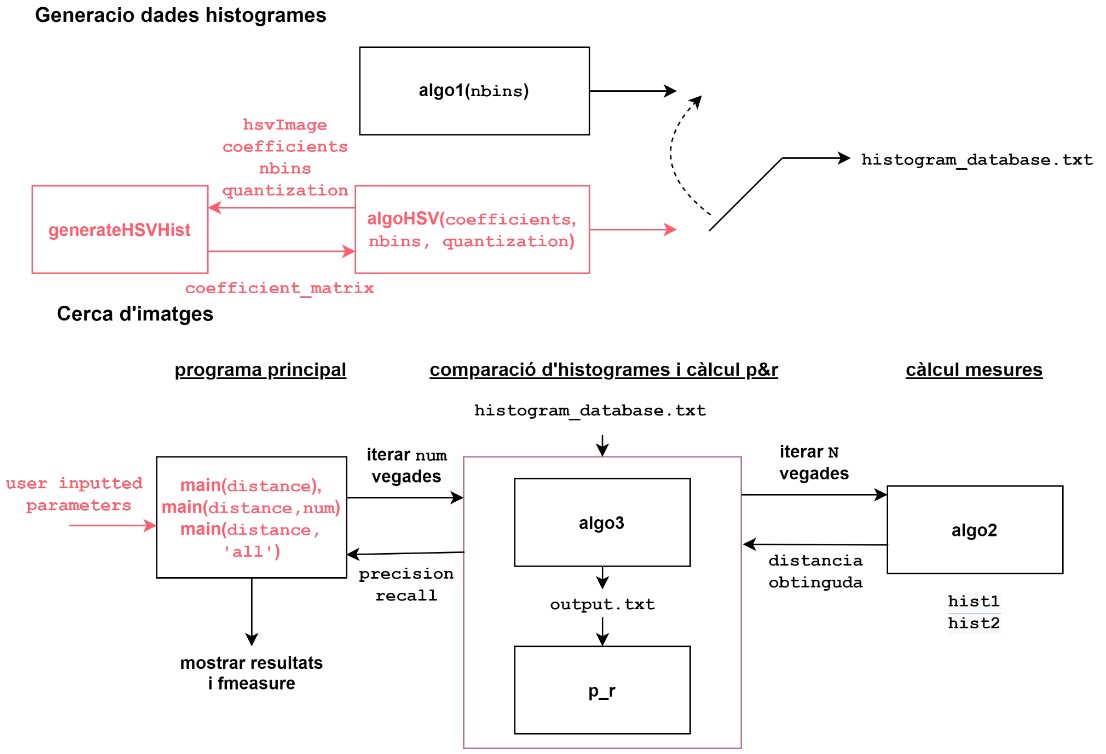 Generacio dades histogrames
algo1(nbins)
hsvImage
coefficients
nbins
quantization
histogram_database.txt
generateHSVHist
algoHSV(coefficients,
nbins, quantization)
coefficient_matrix
Cerca d'imatges
programa principal
comparació d'histogrames i càlcul p&r
càlcul mesures
histogram_database.txt
iterar num
vegades
iterar N
vegades
user inputted
parameters
main(distance),
main(distance,num)
main(distance,
'all')
algo3
algo2
precision
recall
distancia
obtinguda
output.txt
hist1
hist2
mostrar resultats
i fmeasure
p_r